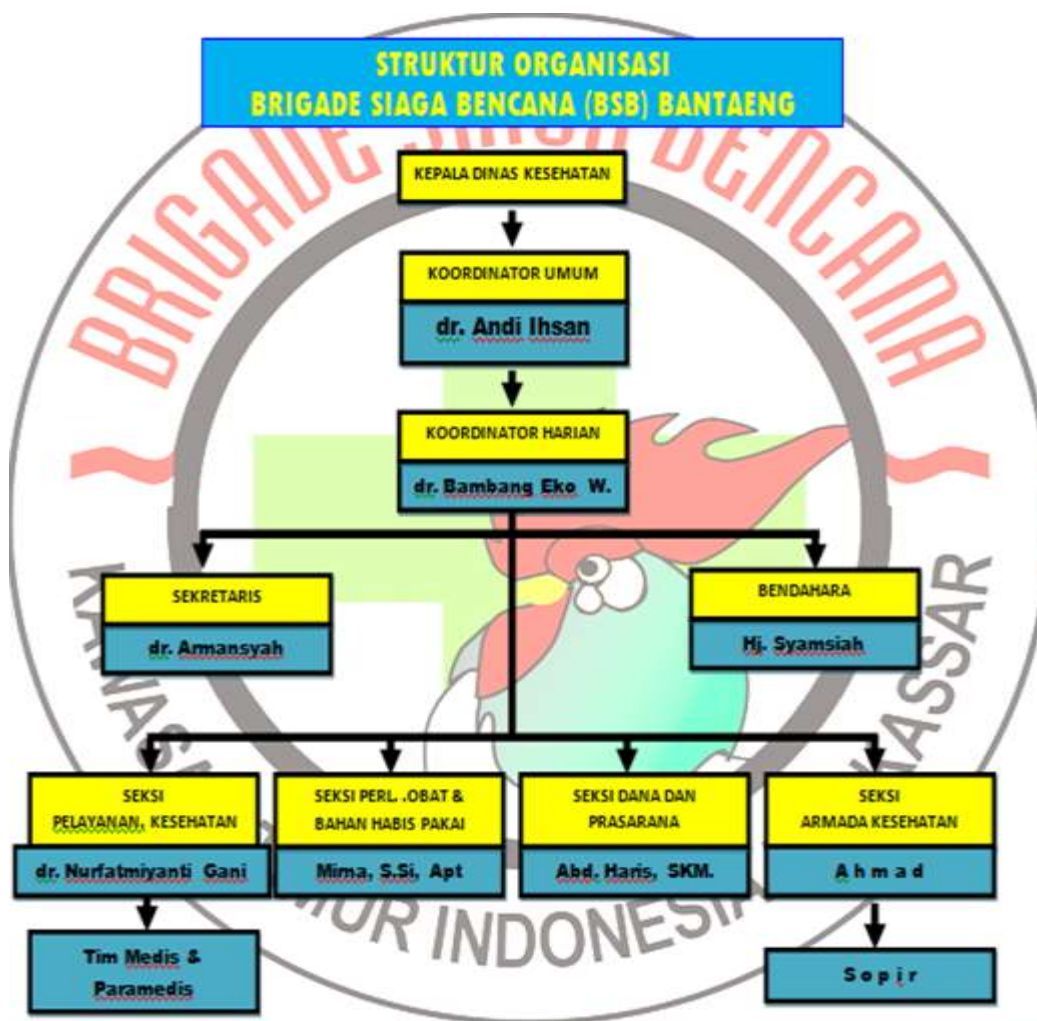 STRUKTUR ORGANISASI
BRIGADE SIAGA BENCANA (BSB) BANTAENG
BRIGADE SIAGA BENCANA
KEPALA DINAS KESEHATAN
KOORDINATOR UMUM
dr. Andi Ihsan
KOORDINATOR HARIAN
dr. Bambang Eko W.
SEKRETARIS
dr. Armansyah
BENDAHARA
Hj. Syamsiah
SEKSI
PELAYANAN, KESEHATAN
dr. Nurfatmiyanti Gani
SEKSI PERL. .OBAT &
BAHAN HABIS PAKAI
Mima, S.Si, Apt
SEKSI DANA DAN
PRASARANA
Abd. Haris, SKM.
SEKSI
ARMADA KESEHATAN
A h m a d
Tim Medis &
Paramedis
S o p i r
INDONESIA